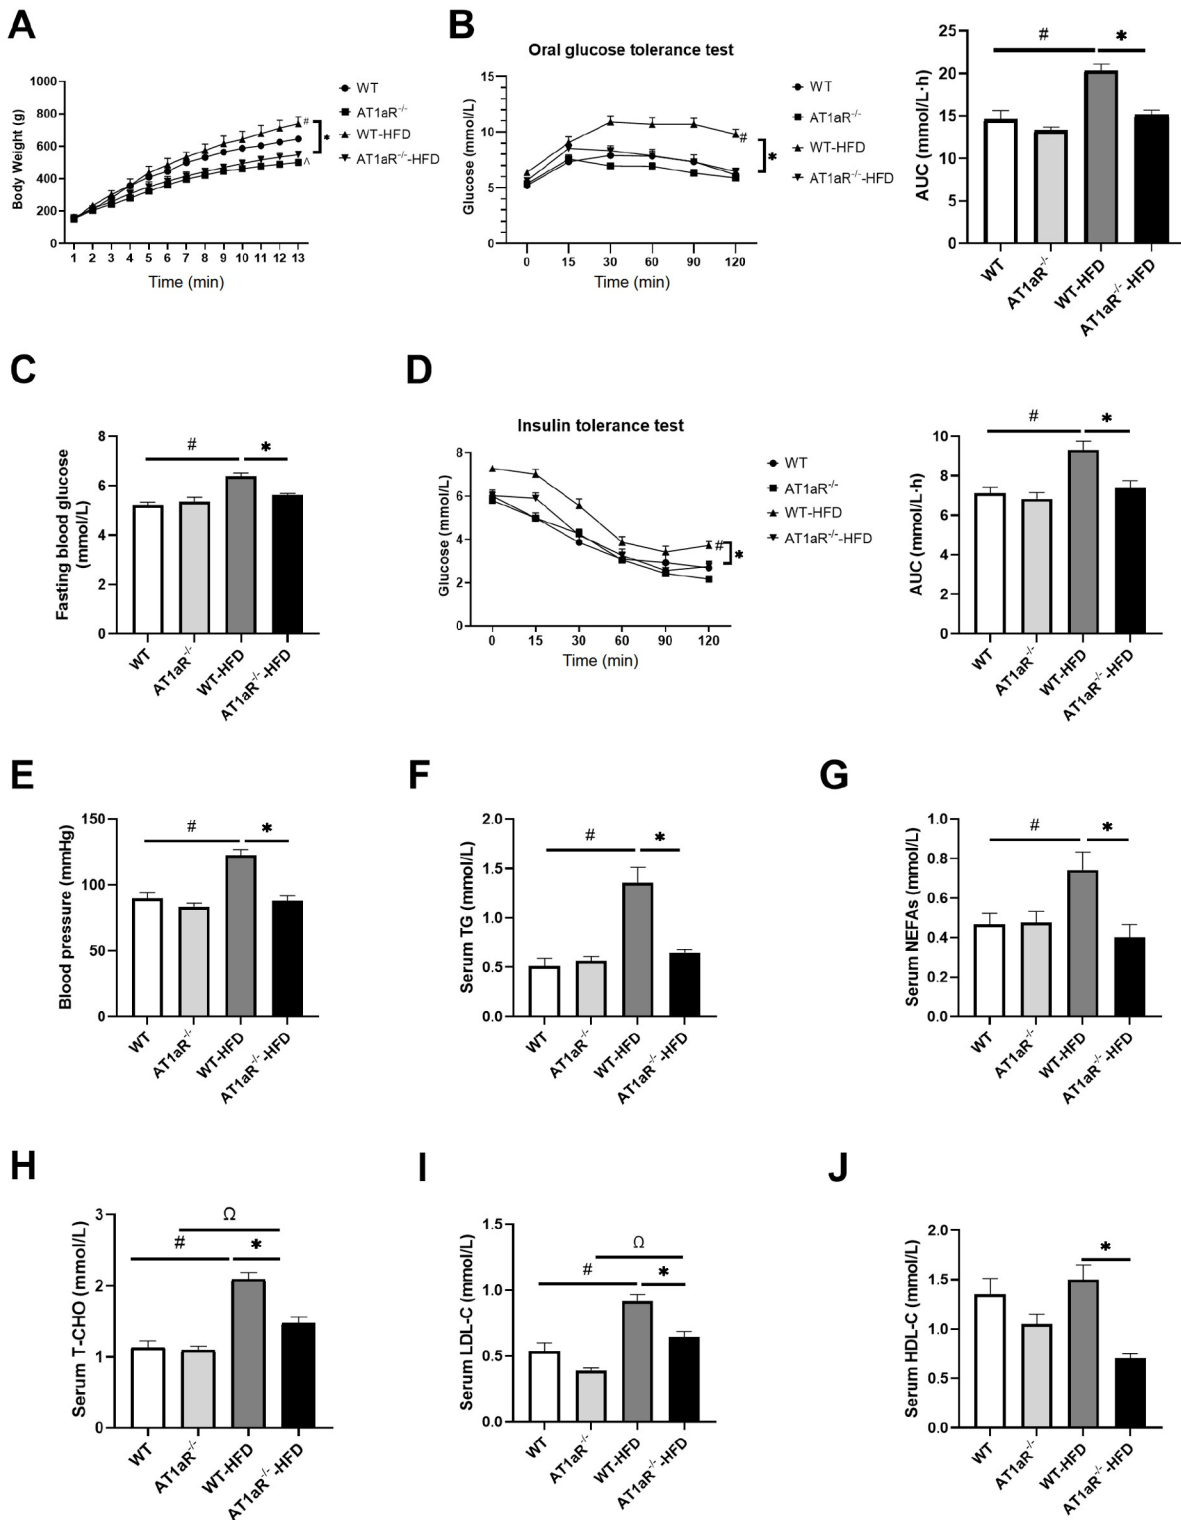 A
Body Weight (g)
1000
800
600
400
200
0
1 2 3 4 5 6 7 8 9 10 11 12 13
Time (min)
WT
AT1aR-/-
WT-HFD
AT1aR-/--HFD
#
*
^
B
Oral glucose tolerance test
Glucose (mmol/L)
15
10
5
0
0 15 30 60 90 120
Time (min)
WT
AT1aR-/-
WT-HFD
AT1aR-/--HFD
#
*
AUC (mmol/L·h)
25
20
15
10
5
0
# *
WT AT1aR-/- WT-HFD AT1aR-/--HFD
C
Fasting blood glucose
(mmol/L)
8
6
4
2
0
# *
WT AT1aR-/- WT-HFD AT1aR-/--HFD
D
Insulin tolerance test
Glucose (mmol/L)
8
6
4
2
0
0 15 30 60 90 120
Time (min)
WT
AT1aR-/-
WT-HFD
AT1aR-/--HFD
#
*
AUC (mmol/L·h)
10
8
6
4
2
0
# *
WT AT1aR-/- WT-HFD AT1aR-/--HFD
E
Blood pressure (mmHg)
150
100
50
0
# *
WT AT1aR-/- WT-HFD AT1aR-/--HFD
F
Serum TG (mmol/L)
2.0
1.5
1.0
0.5
0.0
# *
WT AT1aR-/- WT-HFD AT1aR-/--HFD
G
Serum NEFAs (mmol/L)
1.0
0.8
0.6
0.4
0.2
0.0
# *
WT AT1aR-/- WT-HFD AT1aR-/--HFD
H
Serum T-CHO (mmol/L)
3
2
1
0
Ω
# *
WT AT1aR-/- WT-HFD AT1aR-/--HFD
I
Serum LDL-C (mmol/L)
1.5
1.0
0.5
0.0
Ω
# *
WT AT1aR-/- WT-HFD AT1aR-/--HFD
J
Serum HDL-C (mmol/L)
2.0
1.5
1.0
0.5
0.0
*
WT AT1aR-/- WT-HFD AT1aR-/--HFD